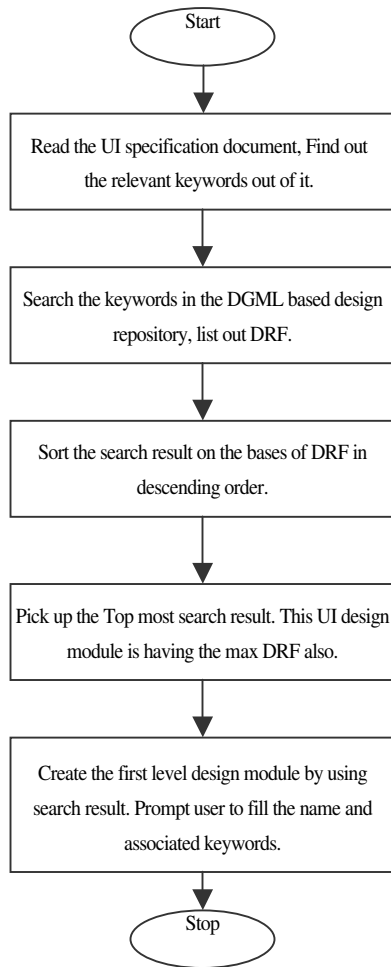 Start
Read the UI specification document, Find out
the relevant keywords out of it.
Search the keywords in the DGML based design
repository, list out DRF.
Sort the search result on the bases of DRF in
descending order.
Pick up the Top most search result. This UI design
module is having the max DRF also.
Create the first level design module by using
search result. Prompt user to fill the name and
associated keywords.
Stop